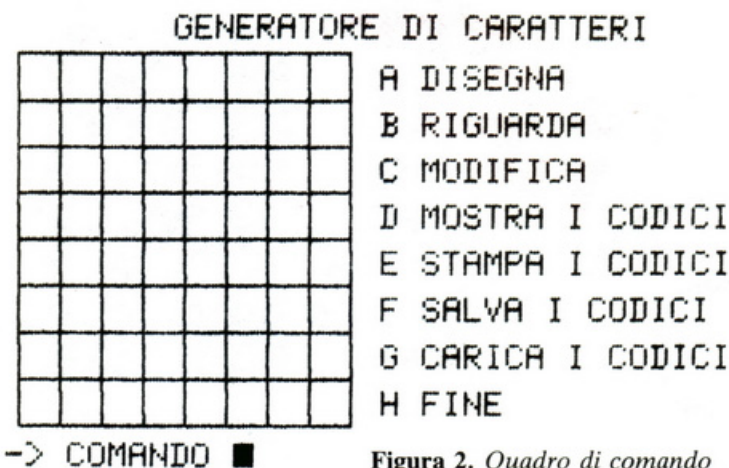 GENERATORE DI CARATTERI
A DISEGNA
B RIGUARDA
C MODIFICA
D MOSTRA I CODICI
E STAMPA I CODICI
F SALVA I CODICI
G CARICA I CODICI
H FINE
-> COMANDO
Figura 2. Quadro di comando